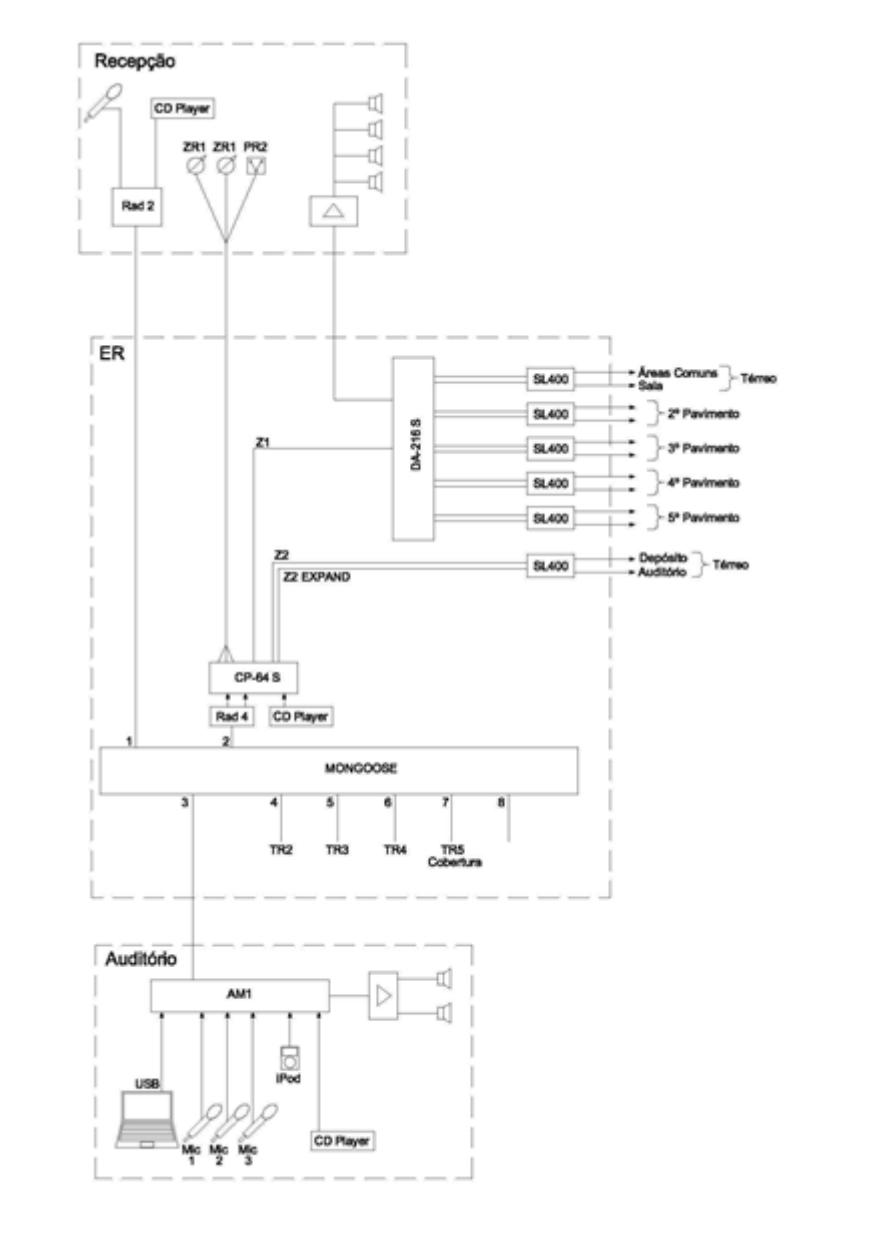 Recepção
CD Player
ZR1 ZR1 PR2
Rad 2
ER
DA-216 S
SL400
Áreas Comuns
Sala
Térreo
SL400
2º Pavimento
SL400
3º Pavimento
SL400
4º Pavimento
SL400
5º Pavimento
Z1
Z2
Z2 EXPAND
SL400
Depósito
Auditório
Térreo
CP-64 S
Rad 4
CD Player
1
2
MONGOOSE
3 4 5 6 7 8
TR2 TR3 TR4 TR5
Cobertura
Auditório
AM1
USB
iPod
Mic
1
Mic
2
Mic
3
CD Player